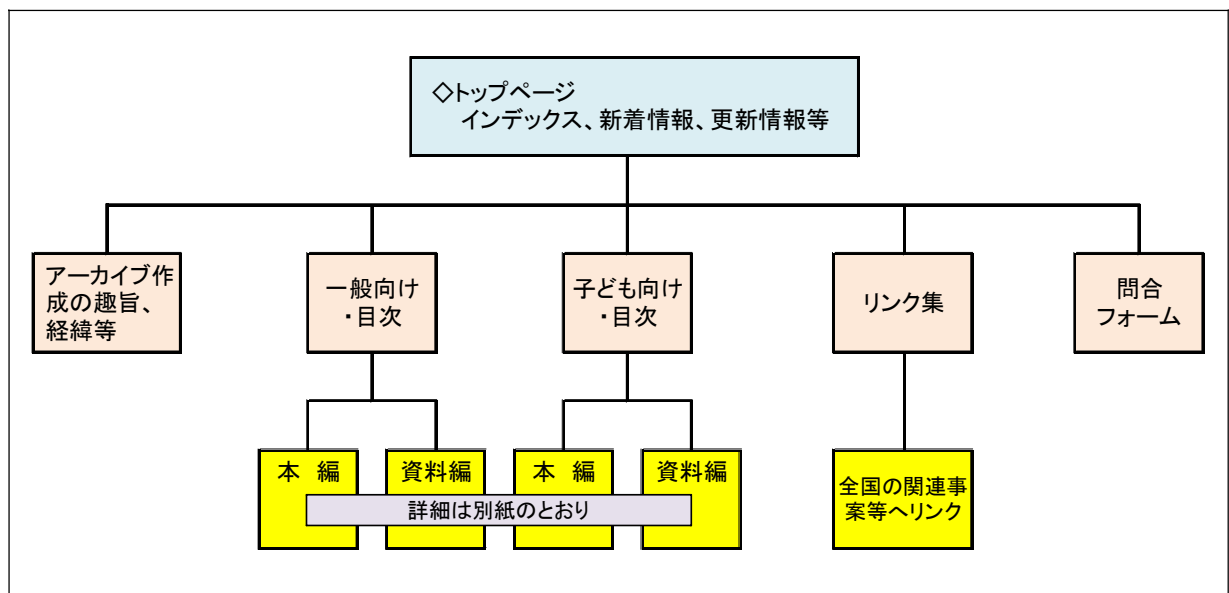 ◇トップページ
インデックス、新着情報、更新情報等
アーカイブ作
成の趣旨、
経緯等
一般向け
・目次
子ども向け
・目次
リンク集
問合
フォーム
本 編
資料編
本 編
資料編
詳細は別紙のとおり
全国の関連事
案等へリンク